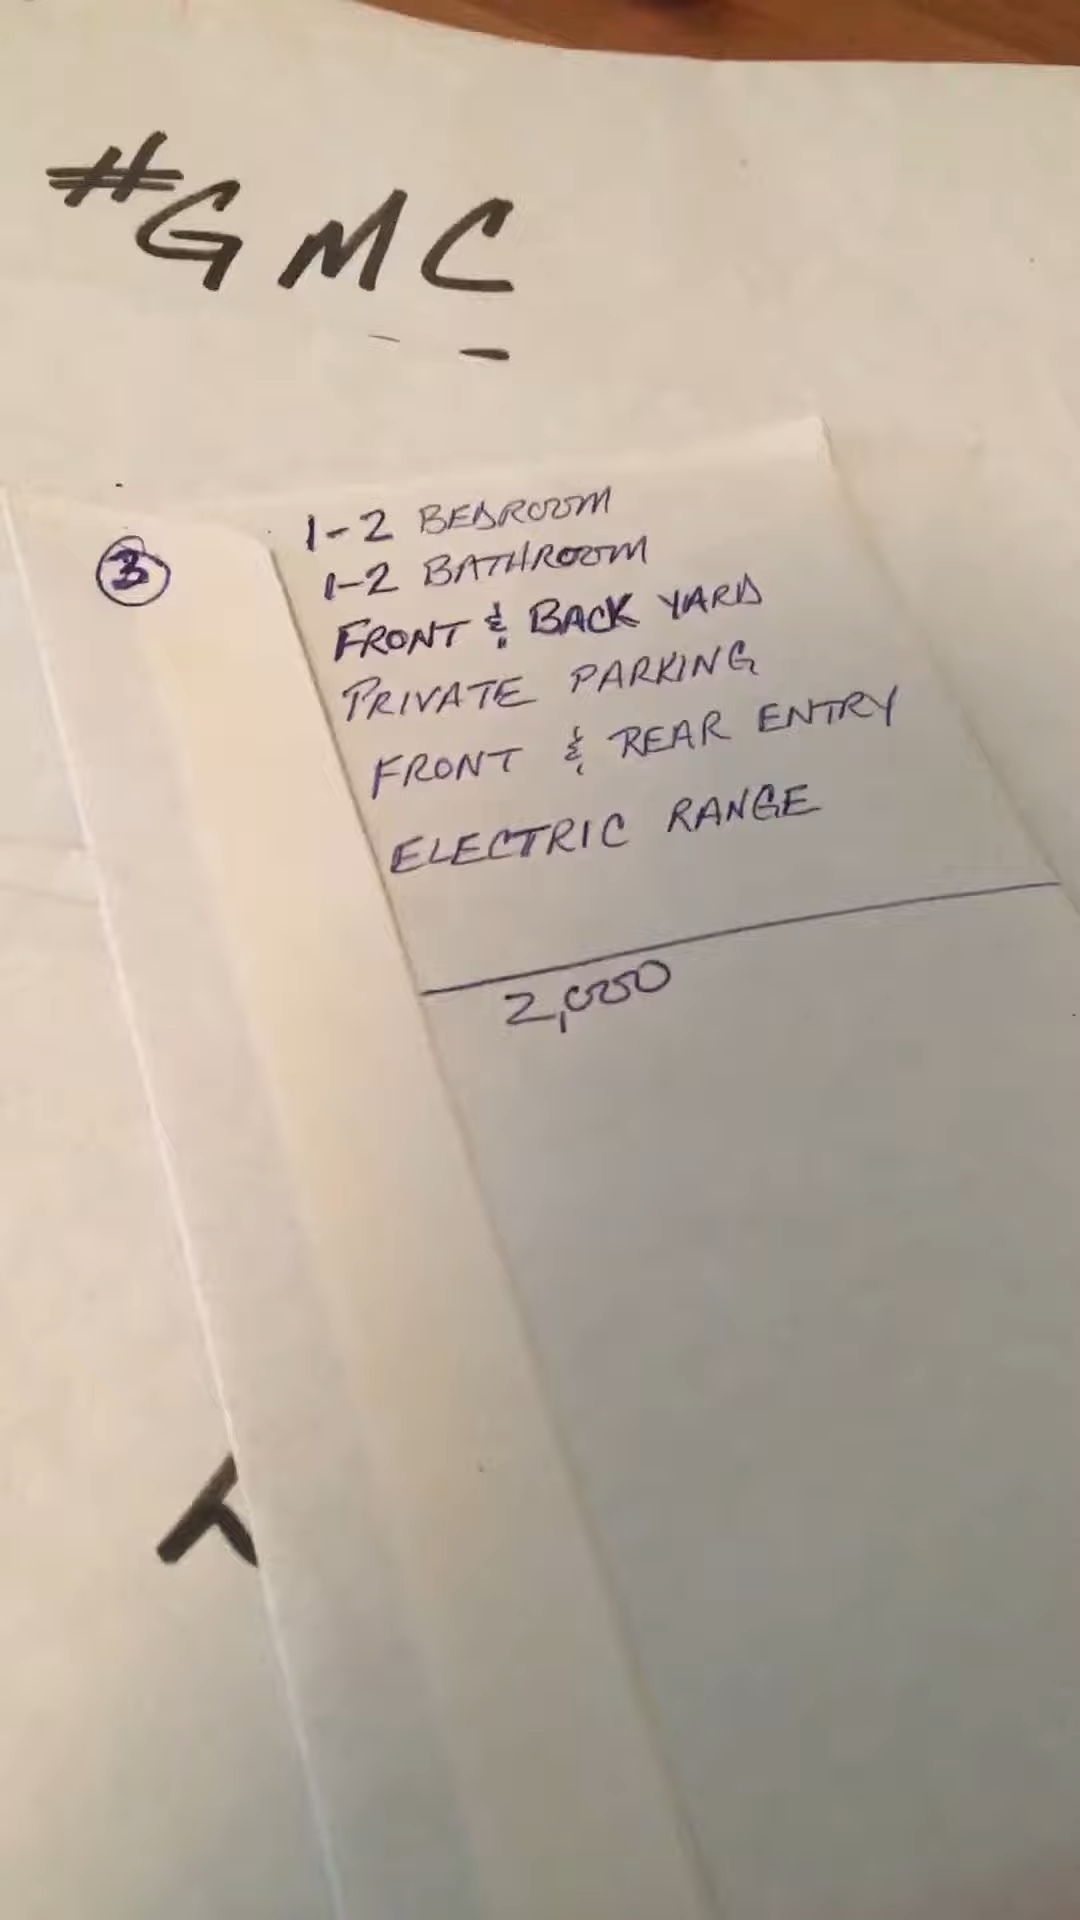 #GMC
3
1-2 BEDROOM
1-2 BATHROOM
FRONT & BACK YARD
PRIVATE PARKING
FRONT & REAR ENTRY
ELECTRIC RANGE
2,000